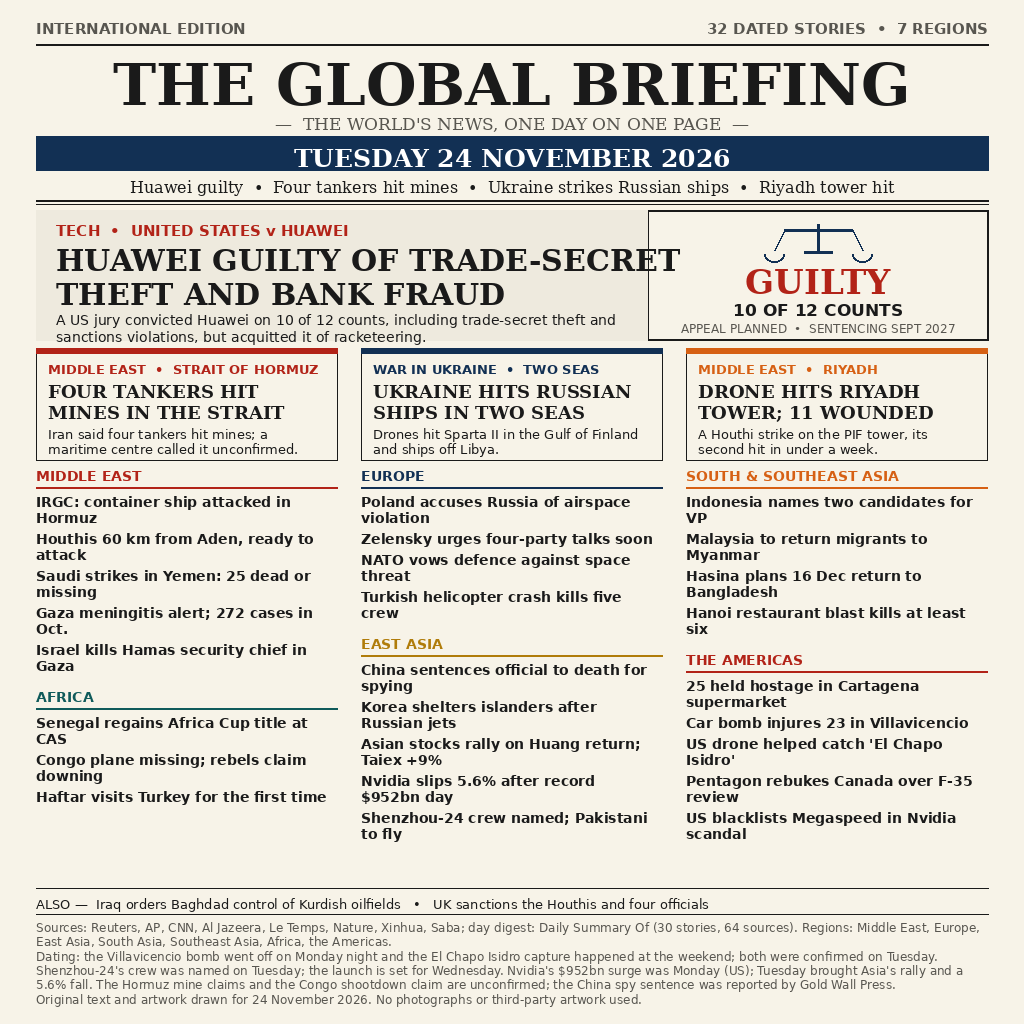 INTERNATIONAL EDITION
32 DATED STORIES • 7 REGIONS
THE GLOBAL BRIEFING
— THE WORLD'S NEWS, ONE DAY ON ONE PAGE —
TUESDAY 24 NOVEMBER 2026
Huawei guilty • Four tankers hit mines • Ukraine strikes Russian ships • Riyadh tower hit
TECH • UNITED STATES v HUAWEI
HUAWEI GUILTY OF TRADE-SECRET
THEFT AND BANK FRAUD
A US jury convicted Huawei on 10 of 12 counts, including trade-secret theft and
sanctions violations, but acquitted it of racketeering.
GUILTY
10 OF 12 COUNTS
APPEAL PLANNED • SENTENCING SEPT 2027
MIDDLE EAST • STRAIT OF HORMUZ
FOUR TANKERS HIT
MINES IN THE STRAIT
Iran said four tankers hit mines; a
maritime centre called it unconfirmed.
WAR IN UKRAINE • TWO SEAS
UKRAINE HITS RUSSIAN
SHIPS IN TWO SEAS
Drones hit Sparta II in the Gulf of Finland
and ships off Libya.
MIDDLE EAST • RIYADH
DRONE HITS RIYADH
TOWER; 11 WOUNDED
A Houthi strike on the PIF tower, its
second hit in under a week.
MIDDLE EAST
IRGC: container ship attacked in
Hormuz
Houthis 60 km from Aden, ready to
attack
Saudi strikes in Yemen: 25 dead or
missing
Gaza meningitis alert; 272 cases in
Oct.
Israel kills Hamas security chief in
Gaza
AFRICA
Senegal regains Africa Cup title at
CAS
Congo plane missing; rebels claim
downing
Haftar visits Turkey for the first time
EUROPE
Poland accuses Russia of airspace
violation
Zelensky urges four-party talks soon
NATO vows defence against space
threat
Turkish helicopter crash kills five
crew
EAST ASIA
China sentences official to death for
spying
Korea shelters islanders after
Russian jets
Asian stocks rally on Huang return;
Taiex +9%
Nvidia slips 5.6% after record
$952bn day
Shenzhou-24 crew named; Pakistani
to fly
SOUTH & SOUTHEAST ASIA
Indonesia names two candidates for
VP
Malaysia to return migrants to
Myanmar
Hasina plans 16 Dec return to
Bangladesh
Hanoi restaurant blast kills at least
six
THE AMERICAS
25 held hostage in Cartagena
supermarket
Car bomb injures 23 in Villavicencio
US drone helped catch 'El Chapo
Isidro'
Pentagon rebukes Canada over F-35
review
US blacklists Megaspeed in Nvidia
scandal
ALSO — Iraq orders Baghdad control of Kurdish oilfields • UK sanctions the Houthis and four officials
Sources: Reuters, AP, CNN, Al Jazeera, Le Temps, Nature, Xinhua, Saba; day digest: Daily Summary Of (30 stories, 64 sources). Regions: Middle East, Europe,
East Asia, South Asia, Southeast Asia, Africa, the Americas.
Dating: the Villavicencio bomb went off on Monday night and the El Chapo Isidro capture happened at the weekend; both were confirmed on Tuesday.
Shenzhou-24's crew was named on Tuesday; the launch is set for Wednesday. Nvidia's $952bn surge was Monday (US); Tuesday brought Asia's rally and a
5.6% fall. The Hormuz mine claims and the Congo shootdown claim are unconfirmed; the China spy sentence was reported by Gold Wall Press.
Original text and artwork drawn for 24 November 2026. No photographs or third-party artwork used.